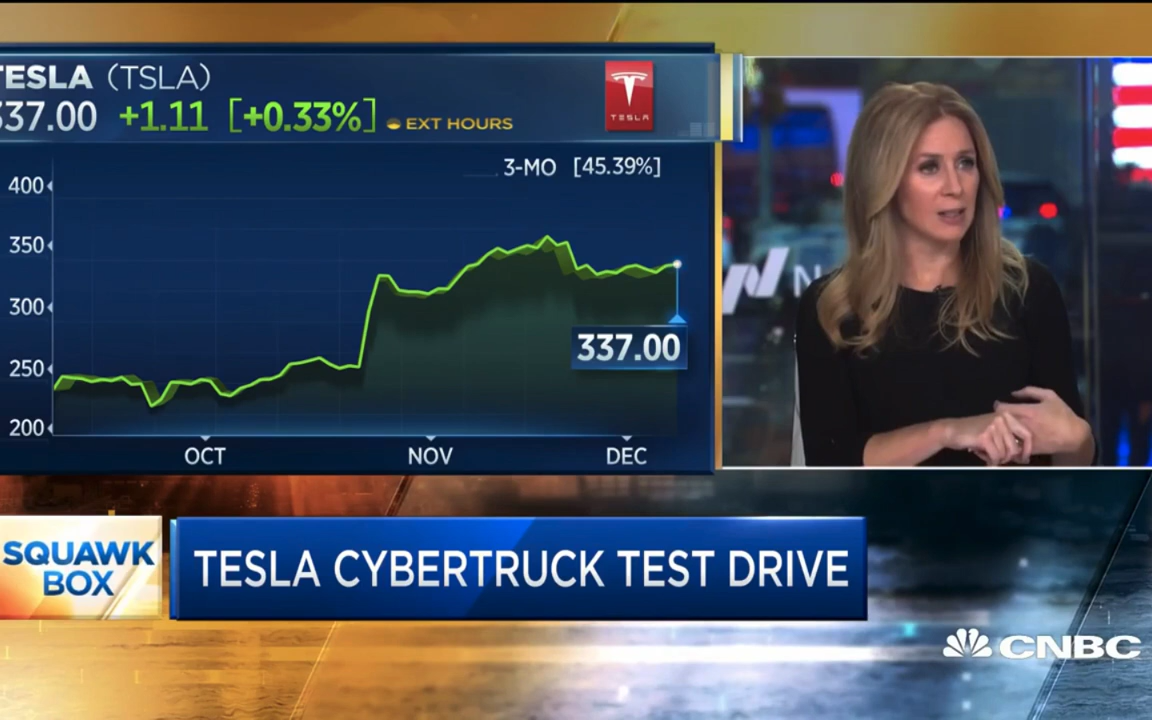 TESLA (TSLA)
337.00 +1.11 [+0.33%] EXT HOURS
TESLA
3-MO [45.39%]
400
350
300
250
200
337.00
OCT NOV DEC
N
SQUAWK
BOX
TESLA CYBERTRUCK TEST DRIVE
CNBC